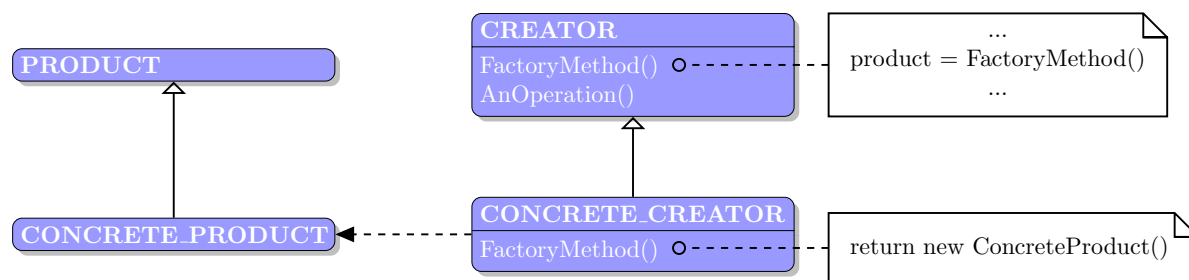 PRODUCT
CREATOR
FactoryMethod()
AnOperation()
...
product = FactoryMethod()
...
CONCRETE_PRODUCT
CONCRETE_CREATOR
FactoryMethod()
return new ConcreteProduct()